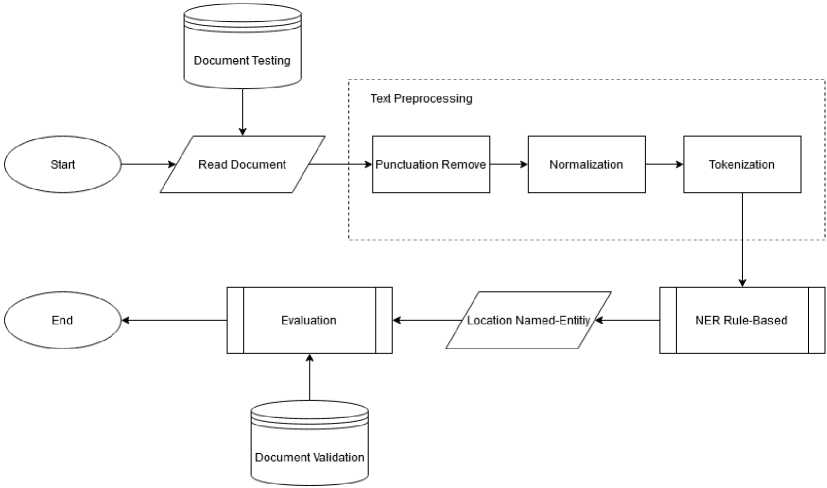 Document Testing
Text Preprocessing
Start
Read Document
Punctuation Remove
Normalization
Tokenization
End
Evaluation
Location Named-Entitiy
NER Rule-Based
Document Validation